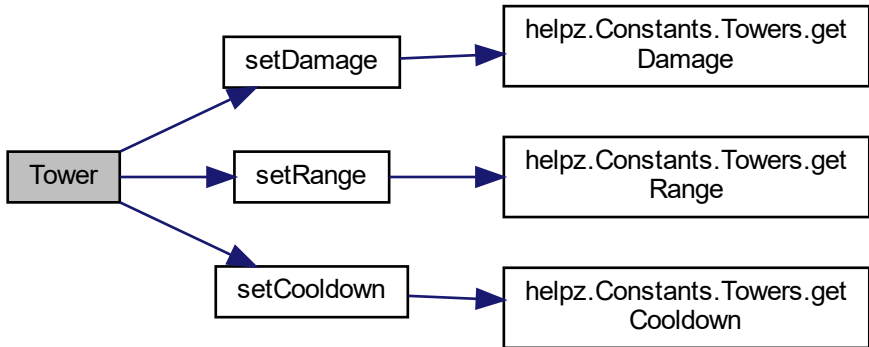 Tower
setDamage
helpz.Constants.Towers.get
Damage
setRange
helpz.Constants.Towers.get
Range
setCooldown
helpz.Constants.Towers.get
Cooldown